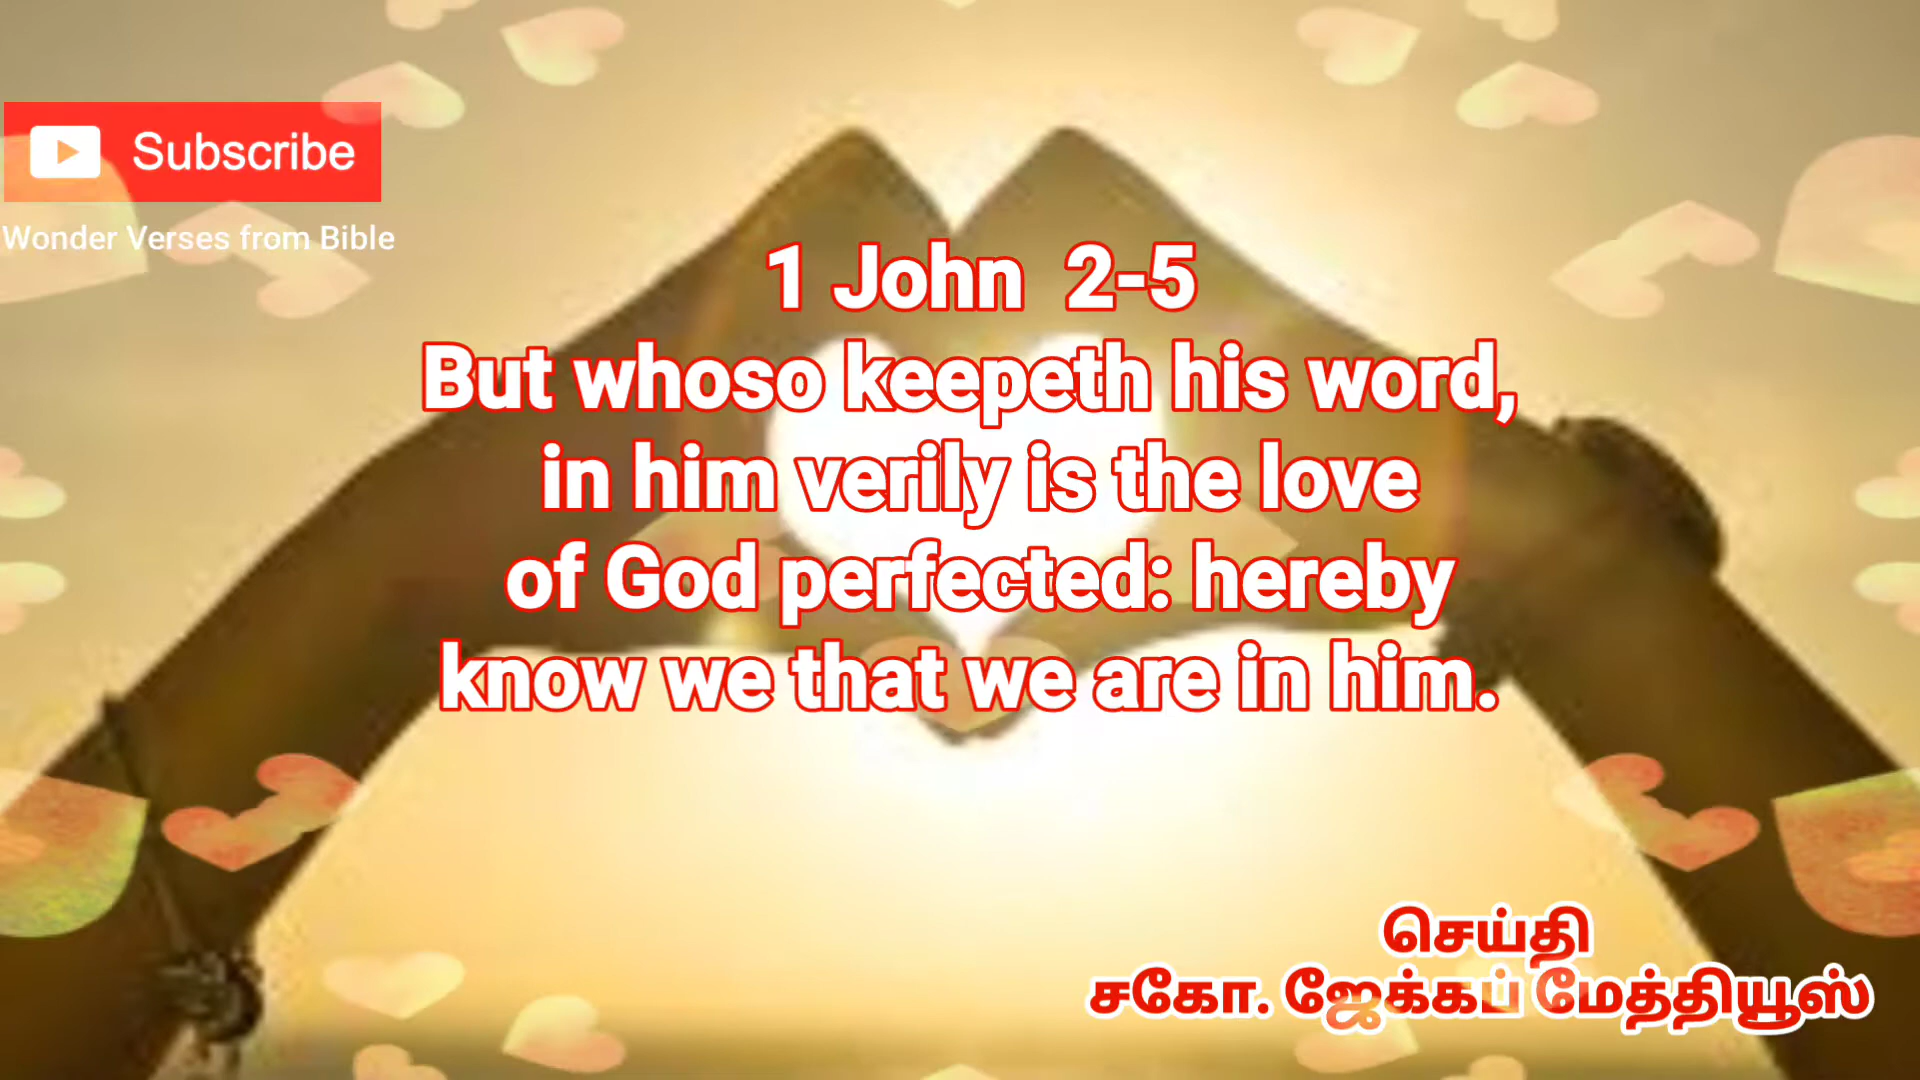 Subscribe
Wonder Verses from Bible
1 John 2-5
But whoso keepeth his word,
in him verily is the love
of God perfected: hereby
know we that we are in him.
செய்தி
சகோ. ஜேக்கப் மேத்தியூஸ்